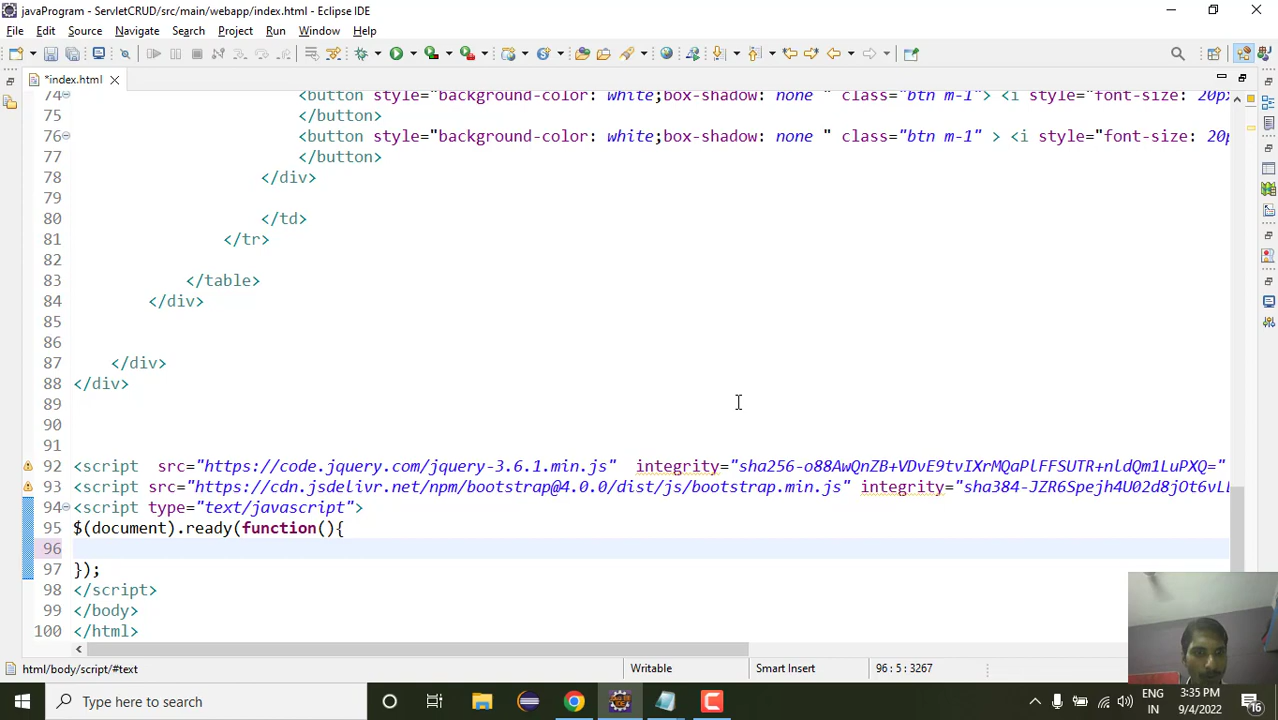 javaProgram - ServletCRUD/src/main/webapp/index.html - Eclipse IDE
File Edit Source Navigate Search Project Run Window Help
*index.html
74 <button style="background-color: white;box-shadow: none " class="btn m-1"> <i style="font-size: 20px
75 </button>
76 <button style="background-color: white;box-shadow: none " class="btn m-1" > <i style="font-size: 20p
77 </button>
78 </div>
79
80 </td>
81 </tr>
82
83 </table>
84 </div>
85
86
87 </div>
88 </div>
89
90
91
92 <script src="https://code.jquery.com/jquery-3.6.1.min.js" integrity="sha256-o88AwQnZB+VDvE9tvIXrMQaPlFFSUTR+nldQm1LuPXQ="
93 <script src="https://cdn.jsdelivr.net/npm/bootstrap@4.0.0/dist/js/bootstrap.min.js" integrity="sha384-JZR6Spejh4U02d8jOt6vLE
94 <script type="text/javascript">
95 $(document).ready(function(){
96
97 });
98 </script>
99 </body>
100 </html>
html/body/script/#text Writable Smart Insert 96 : 5 : 3267
Type here to search
ENG
IN
3:35 PM
9/4/2022
16